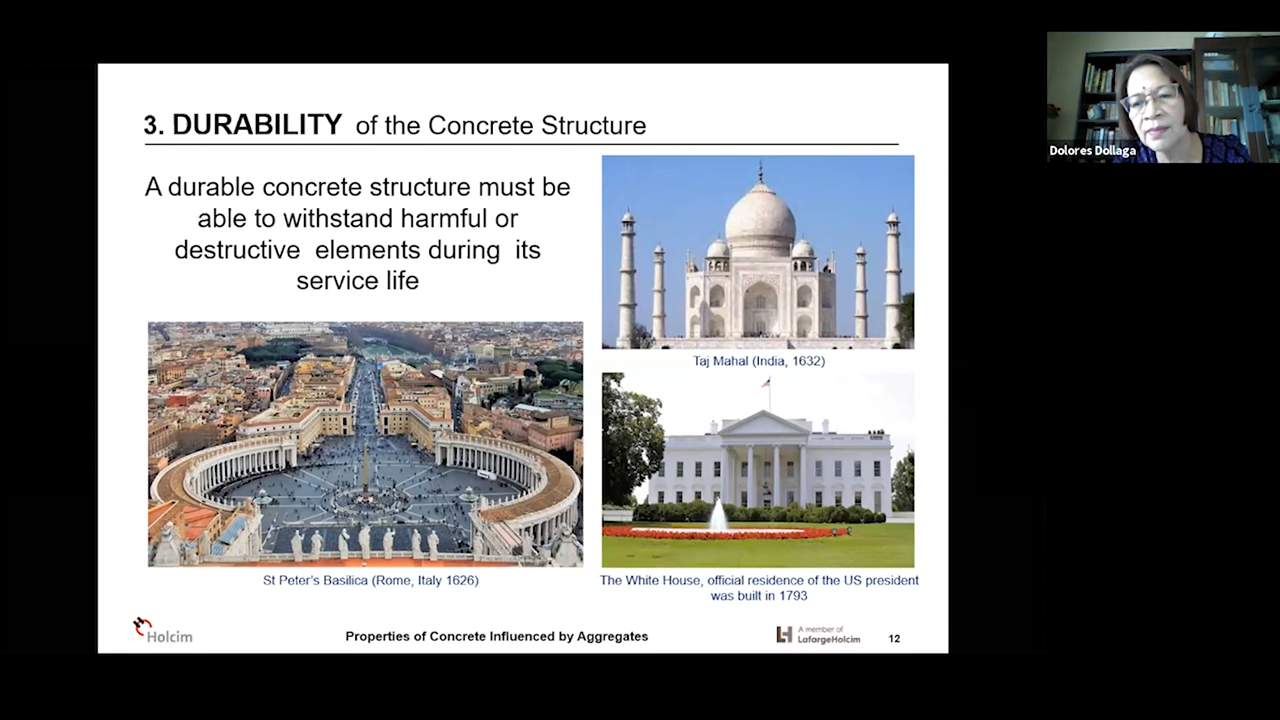 3. DURABILITY of the Concrete Structure
A durable concrete structure must be
able to withstand harmful or
destructive elements during its
service life
Taj Mahal (India, 1632)
St Peter's Basilica (Rome, Italy 1626)
The White House, official residence of the US president
was built in 1793
Holcim
Properties of Concrete Influenced by Aggregates
A member of
LafargeHolcim
12
Dolores Dollaga